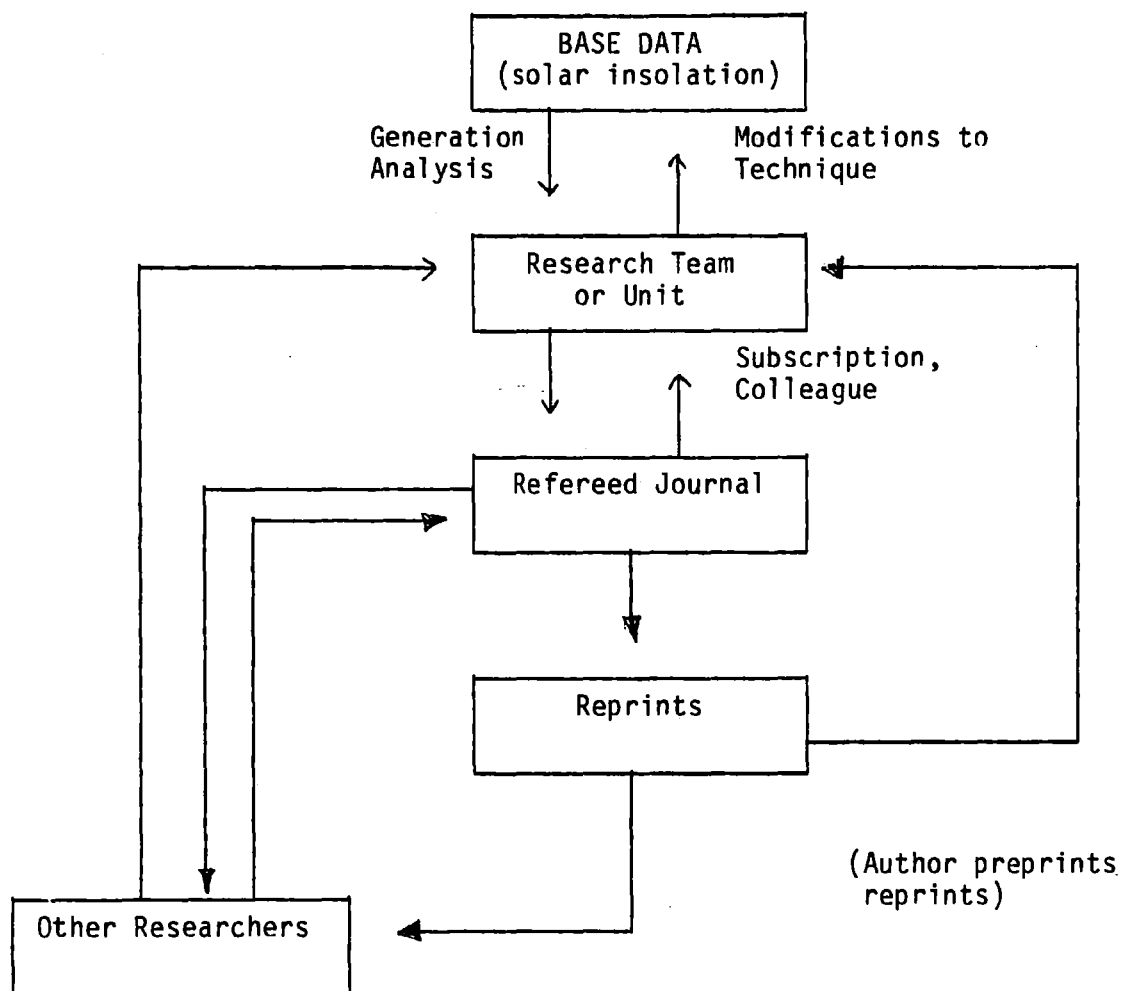 BASE DATA
(solar insolation)
Generation
Analysis
Modifications to
Technique
Research Team
or Unit
Subscription,
Colleague
Refereed Journal
Reprints
(Author preprints
reprints)
Other Researchers